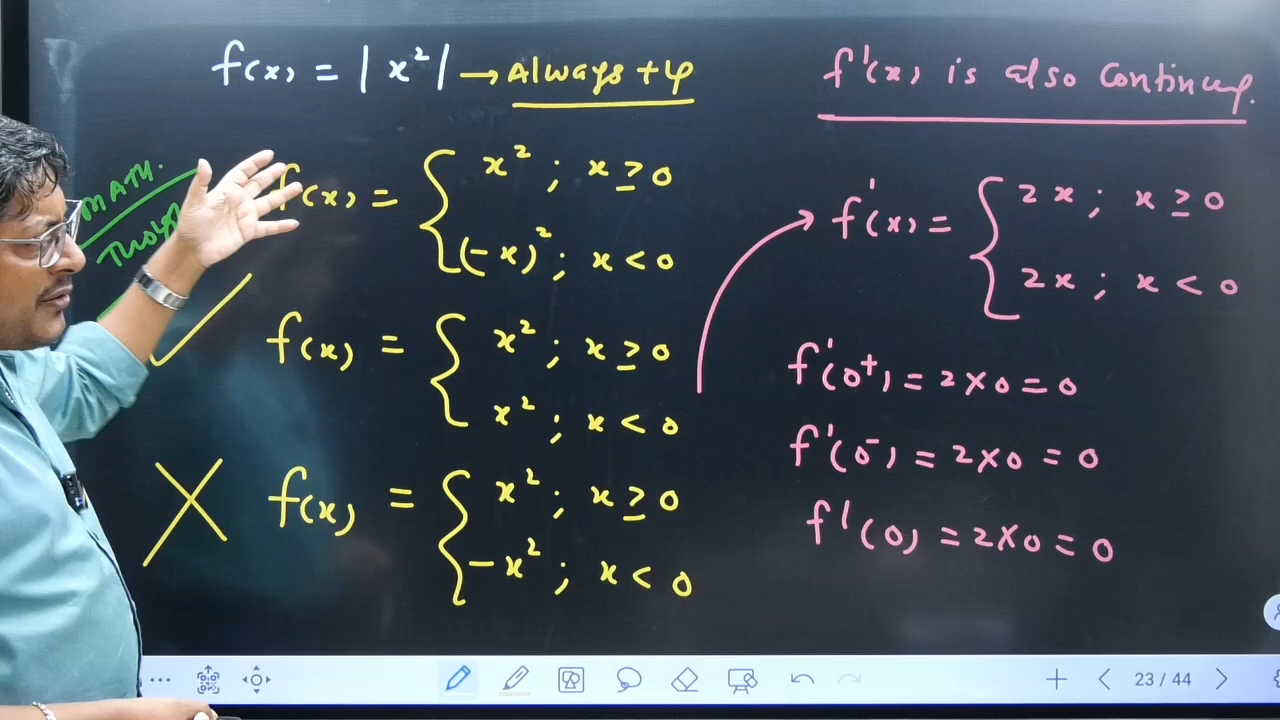 f(x) = |x²| → Always +ve
f(x) = { x² ; x ≥ 0
(-x)² ; x < 0
f(x) = { x² ; x ≥ 0
x² ; x < 0
f(x) = { x² ; x ≥ 0
-x² ; x < 0
MATH.
f'(x) is also continuous.
f'(x) = { 2x ; x ≥ 0
2x ; x < 0
f'(0⁺) = 2×0 = 0
f'(0⁻) = 2×0 = 0
f'(0) = 2×0 = 0
23 / 44